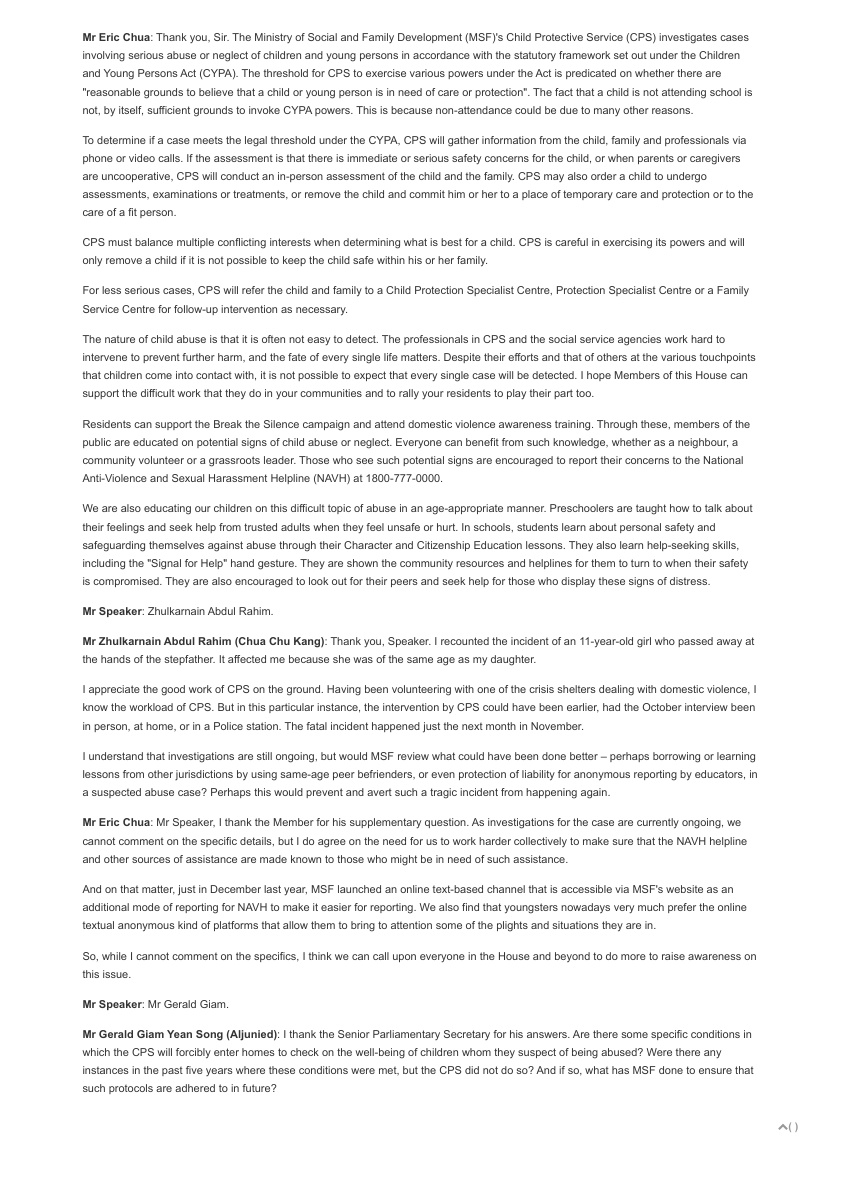 Mr Eric Chua: Thank you, Sir. The Ministry of Social and Family Development (MSF)'s Child Protective Service (CPS) investigates cases
involving serious abuse or neglect of children and young persons in accordance with the statutory framework set out under the Children
and Young Persons Act (CYPA). The threshold for CPS to exercise various powers under the Act is predicated on whether there are
"reasonable grounds to believe that a child or young person is in need of care or protection". The fact that a child is not attending school is
not, by itself, sufficient grounds to invoke CYPA powers. This is because non-attendance could be due to many other reasons.
To determine if a case meets the legal threshold under the CYPA, CPS will gather information from the child, family and professionals via
phone or video calls. If the assessment is that there is immediate or serious safety concerns for the child, or when parents or caregivers
are uncooperative, CPS will conduct an in-person assessment of the child and the family. CPS may also order a child to undergo
assessments, examinations or treatments, or remove the child and commit him or her to a place of temporary care and protection or to the
care of a fit person.
CPS must balance multiple conflicting interests when determining what is best for a child. CPS is careful in exercising its powers and will
only remove a child if it is not possible to keep the child safe within his or her family.
For less serious cases, CPS will refer the child and family to a Child Protection Specialist Centre, Protection Specialist Centre or a Family
Service Centre for follow-up intervention as necessary.
The nature of child abuse is that it is often not easy to detect. The professionals in CPS and the social service agencies work hard to
intervene to prevent further harm, and the fate of every single life matters. Despite their efforts and that of others at the various touchpoints
that children come into contact with, it is not possible to expect that every single case will be detected. I hope Members of this House can
support the difficult work that they do in your communities and to rally your residents to play their part too.
Residents can support the Break the Silence campaign and attend domestic violence awareness training. Through these, members of the
public are educated on potential signs of child abuse or neglect. Everyone can benefit from such knowledge, whether as a neighbour, a
community volunteer or a grassroots leader. Those who see such potential signs are encouraged to report their concerns to the National
Anti-Violence and Sexual Harassment Helpline (NAVH) at 1800-777-0000.
We are also educating our children on this difficult topic of abuse in an age-appropriate manner. Preschoolers are taught how to talk about
their feelings and seek help from trusted adults when they feel unsafe or hurt. In schools, students learn about personal safety and
safeguarding themselves against abuse through their Character and Citizenship Education lessons. They also learn help-seeking skills,
including the "Signal for Help" hand gesture. They are shown the community resources and helplines for them to turn to when their safety
is compromised. They are also encouraged to look out for their peers and seek help for those who display these signs of distress.
Mr Speaker: Zhulkarnain Abdul Rahim.
Mr Zhulkarnain Abdul Rahim (Chua Chu Kang): Thank you, Speaker. I recounted the incident of an 11-year-old girl who passed away at
the hands of the stepfather. It affected me because she was of the same age as my daughter.
I appreciate the good work of CPS on the ground. Having been volunteering with one of the crisis shelters dealing with domestic violence, I
know the workload of CPS. But in this particular instance, the intervention by CPS could have been earlier, had the October interview been
in person, at home, or in a Police station. The fatal incident happened just the next month in November.
I understand that investigations are still ongoing, but would MSF review what could have been done better – perhaps borrowing or learning
lessons from other jurisdictions by using same-age peer befrienders, or even protection of liability for anonymous reporting by educators, in
a suspected abuse case? Perhaps this would prevent and avert such a tragic incident from happening again.
Mr Eric Chua: Mr Speaker, I thank the Member for his supplementary question. As investigations for the case are currently ongoing, we
cannot comment on the specific details, but I do agree on the need for us to work harder collectively to make sure that the NAVH helpline
and other sources of assistance are made known to those who might be in need of such assistance.
And on that matter, just in December last year, MSF launched an online text-based channel that is accessible via MSF's website as an
additional mode of reporting for NAVH to make it easier for reporting. We also find that youngsters nowadays very much prefer the online
textual anonymous kind of platforms that allow them to bring to attention some of the plights and situations they are in.
So, while I cannot comment on the specifics, I think we can call upon everyone in the House and beyond to do more to raise awareness on
this issue.
Mr Speaker: Mr Gerald Giam.
Mr Gerald Giam Yean Song (Aljunied): I thank the Senior Parliamentary Secretary for his answers. Are there some specific conditions in
which the CPS will forcibly enter homes to check on the well-being of children whom they suspect of being abused? Were there any
instances in the past five years where these conditions were met, but the CPS did not do so? And if so, what has MSF done to ensure that
such protocols are adhered to in future?
( )